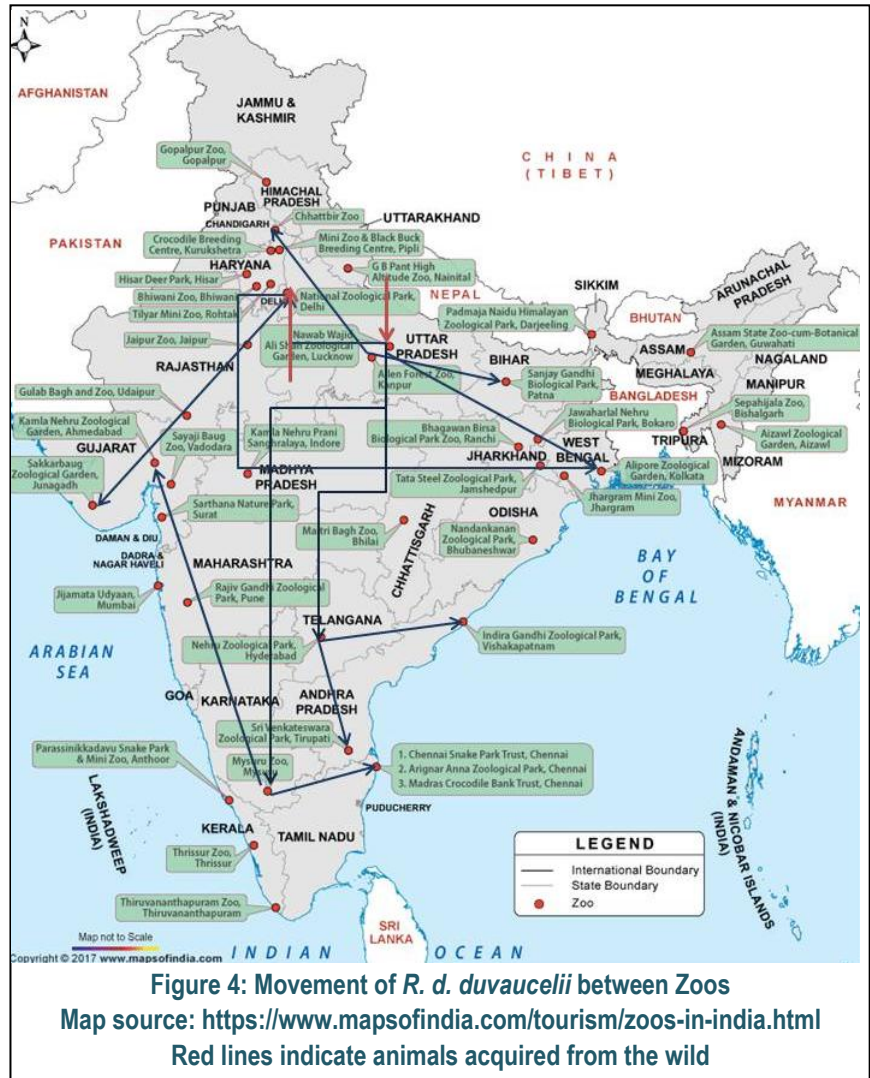 N
AFGHANISTAN
JAMMU &
KASHMIR
Gopalpur Zoo,
Gopalpur
CHINA
(TIBET)
HIMACHAL
PRADESH
PUNJAB
CHANDIGARH
Chhattbir Zoo
UTTARAKHAND
PAKISTAN
Crocodile Breeding
Centre, Kurukshetra
Mini Zoo & Black Buck
Breeding Centre, Pipli
HARYANA
Hisar Deer Park, Hisar
G B Pant High
Altitude Zoo, Nainital
Bhiwani Zoo, Bhiwani
DELHI
National Zoological Park,
Delhi
Tilyar Mini Zoo, Rohtak
NEPAL
SIKKIM
ARUNACHAL
PRADESH
Padmaja Naidu Himalayan
Zoological Park, Darjeeling
BHUTAN
Jaipur Zoo, Jaipur
Nawab Wajid
Ali Shah Zoological
Garden, Lucknow
UTTAR
PRADESH
ASSAM
Assam State Zoo-cum-Botanical
Garden, Guwahati
NAGALAND
MEGHALAYA
MANIPUR
RAJASTHAN
Allen Forest Zoo,
Kanpur
BIHAR
Sanjay Gandhi
Biological Park,
Patna
BANGLADESH
Sepahijala Zoo,
Bishalgarh
Gulab Bagh and Zoo, Udaipur
Kamla Nehru Zoological
Garden, Ahmedabad
GUJARAT
Sayaji Baug
Zoo, Vadodara
Kamla Nehru Prani
Sanghralaya, Indore
Bhagawan Birsa
Biological Park Zoo, Ranchi
Jawaharlal Nehru
Biological Park, Bokaro
TRIPURA
Aizawl Zoological
Garden, Aizawl
JHARKHAND
WEST
BENGAL
MIZORAM
Sakkarbaug
Zoological Garden,
Junagadh
MADHYA
PRADESH
Tata Steel Zoological Park,
Jamshedpur
Alipore Zoological
Garden, Kolkata
MYANMAR
Sarthana Nature Park,
Surat
Jhargram Mini Zoo,
Jhargram
Maitri Bagh Zoo,
Bhilai
CHHATTISGARH
ODISHA
Nandankanan
Zoological Park,
Bhubaneshwar
DAMAN & DIU
DADRA &
NAGAR HAVELI
MAHARASHTRA
BAY
OF
BENGAL
Jijamata Udyaan,
Mumbai
Rajiv Gandhi Zoological
Park, Pune
TELANGANA
Nehru Zoological Park,
Hyderabad
Indira Gandhi Zoological Park,
Vishakapatnam
ARABIAN
SEA
GOA
KARNATAKA
ANDHRA
PRADESH
Sri Venkateswara
Zoological Park, Tirupati
Parassinikkadavu Snake Park
& Mini Zoo, Anthoor
Mysuru Zoo,
Mysuru
1. Chennai Snake Park Trust, Chennai
2. Arignar Anna Zoological Park, Chennai
3. Madras Crocodile Bank Trust, Chennai
PUDUCHERRY
LAKSHADWEEP
(INDIA)
ANDAMAN & NICOBAR ISLANDS
(INDIA)
KERALA
TAMIL NADU
Thrissur Zoo,
Thrissur
LEGEND
International Boundary
State Boundary
Zoo
Thiruvananthapuram Zoo,
Thiruvananthapuram
SRI
LANKA
Map not to Scale
Copyright © 2017 www.mapsofindia.com
INDIAN OCEAN
Figure 4: Movement of R. d. duvaucelii between Zoos
Map source: https://www.mapsofindia.com/tourism/zoos-in-india.html
Red lines indicate animals acquired from the wild